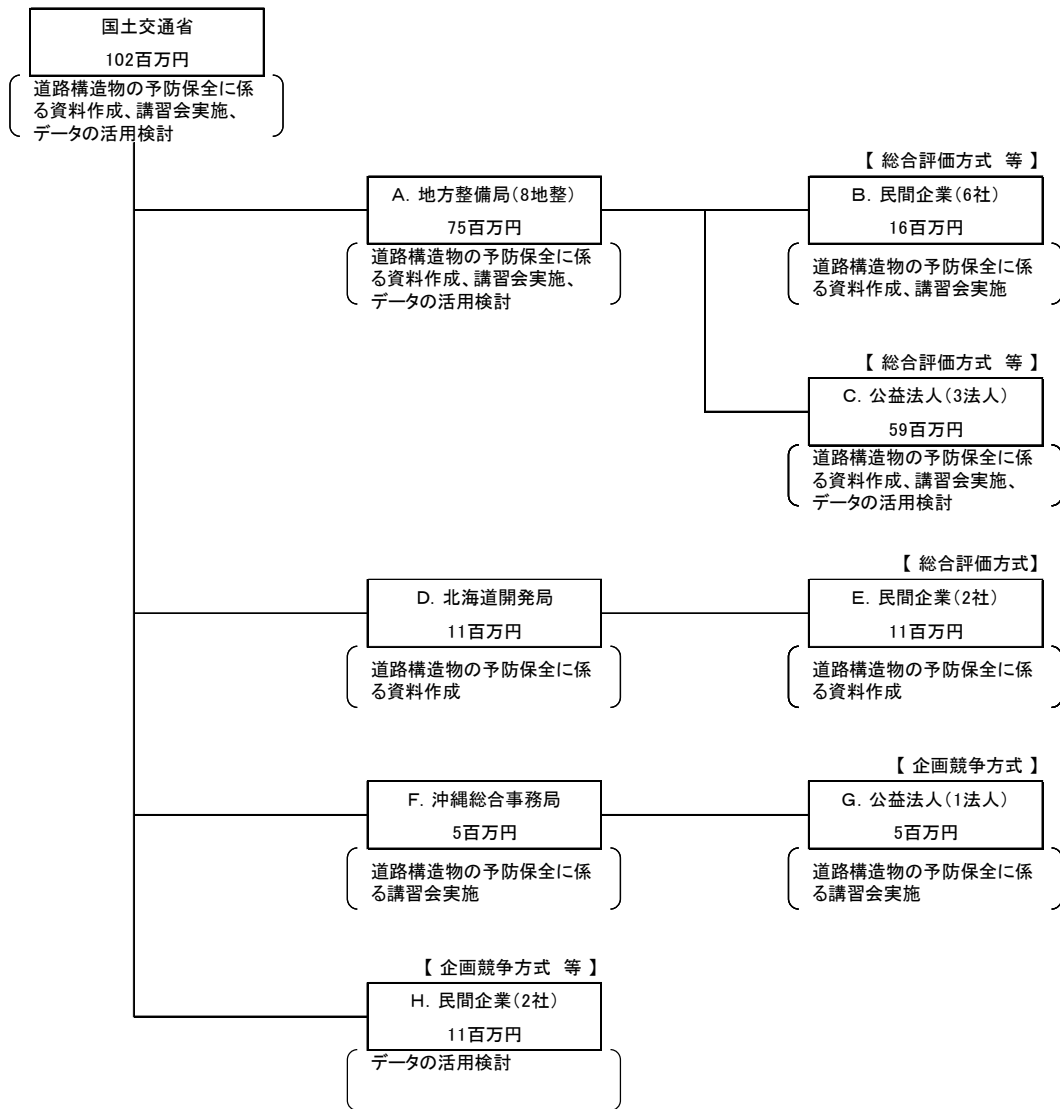 国土交通省
102百万円
道路構造物の予防保全に係
る資料作成、講習会実施、
データの活用検討
【 総合評価方式 等 】
A. 地方整備局(8地整)
75百万円
道路構造物の予防保全に係
る資料作成、講習会実施、
データの活用検討
B. 民間企業(6社)
16百万円
道路構造物の予防保全に係
る資料作成、講習会実施
【 総合評価方式 等 】
C. 公益法人(3法人)
59百万円
道路構造物の予防保全に係
る資料作成、講習会実施、
データの活用検討
【 総合評価方式】
D. 北海道開発局
11百万円
道路構造物の予防保全に係
る資料作成
E. 民間企業(2社)
11百万円
道路構造物の予防保全に係
る資料作成
【 企画競争方式 】
F. 沖縄総合事務局
5百万円
道路構造物の予防保全に係
る講習会実施
G. 公益法人(1法人)
5百万円
道路構造物の予防保全に係
る講習会実施
【 企画競争方式 等 】
H. 民間企業(2社)
11百万円
データの活用検討